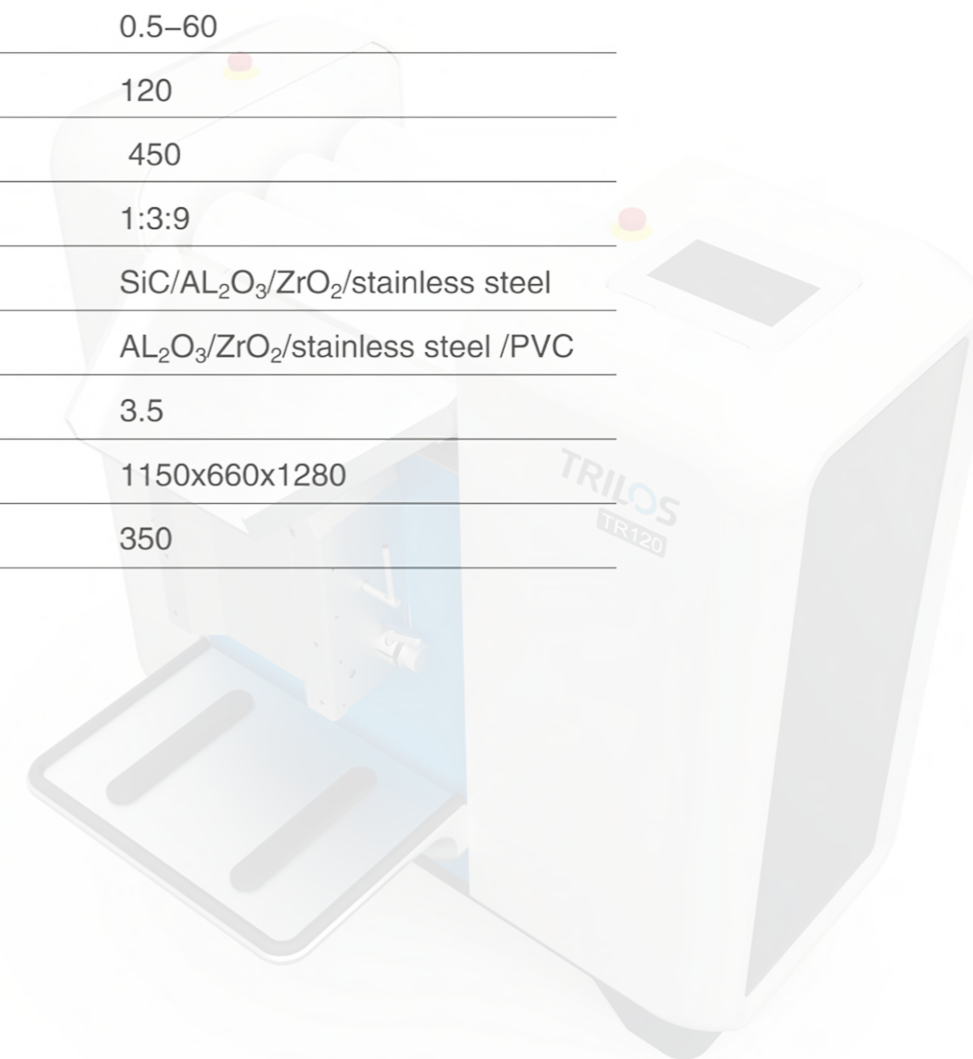 0.5–60
120
450
1:3:9
SiC/AL₂O₃/ZrO₂/stainless steel
AL₂O₃/ZrO₂/stainless steel /PVC
3.5
1150x660x1280
350
TRILOS
TR120